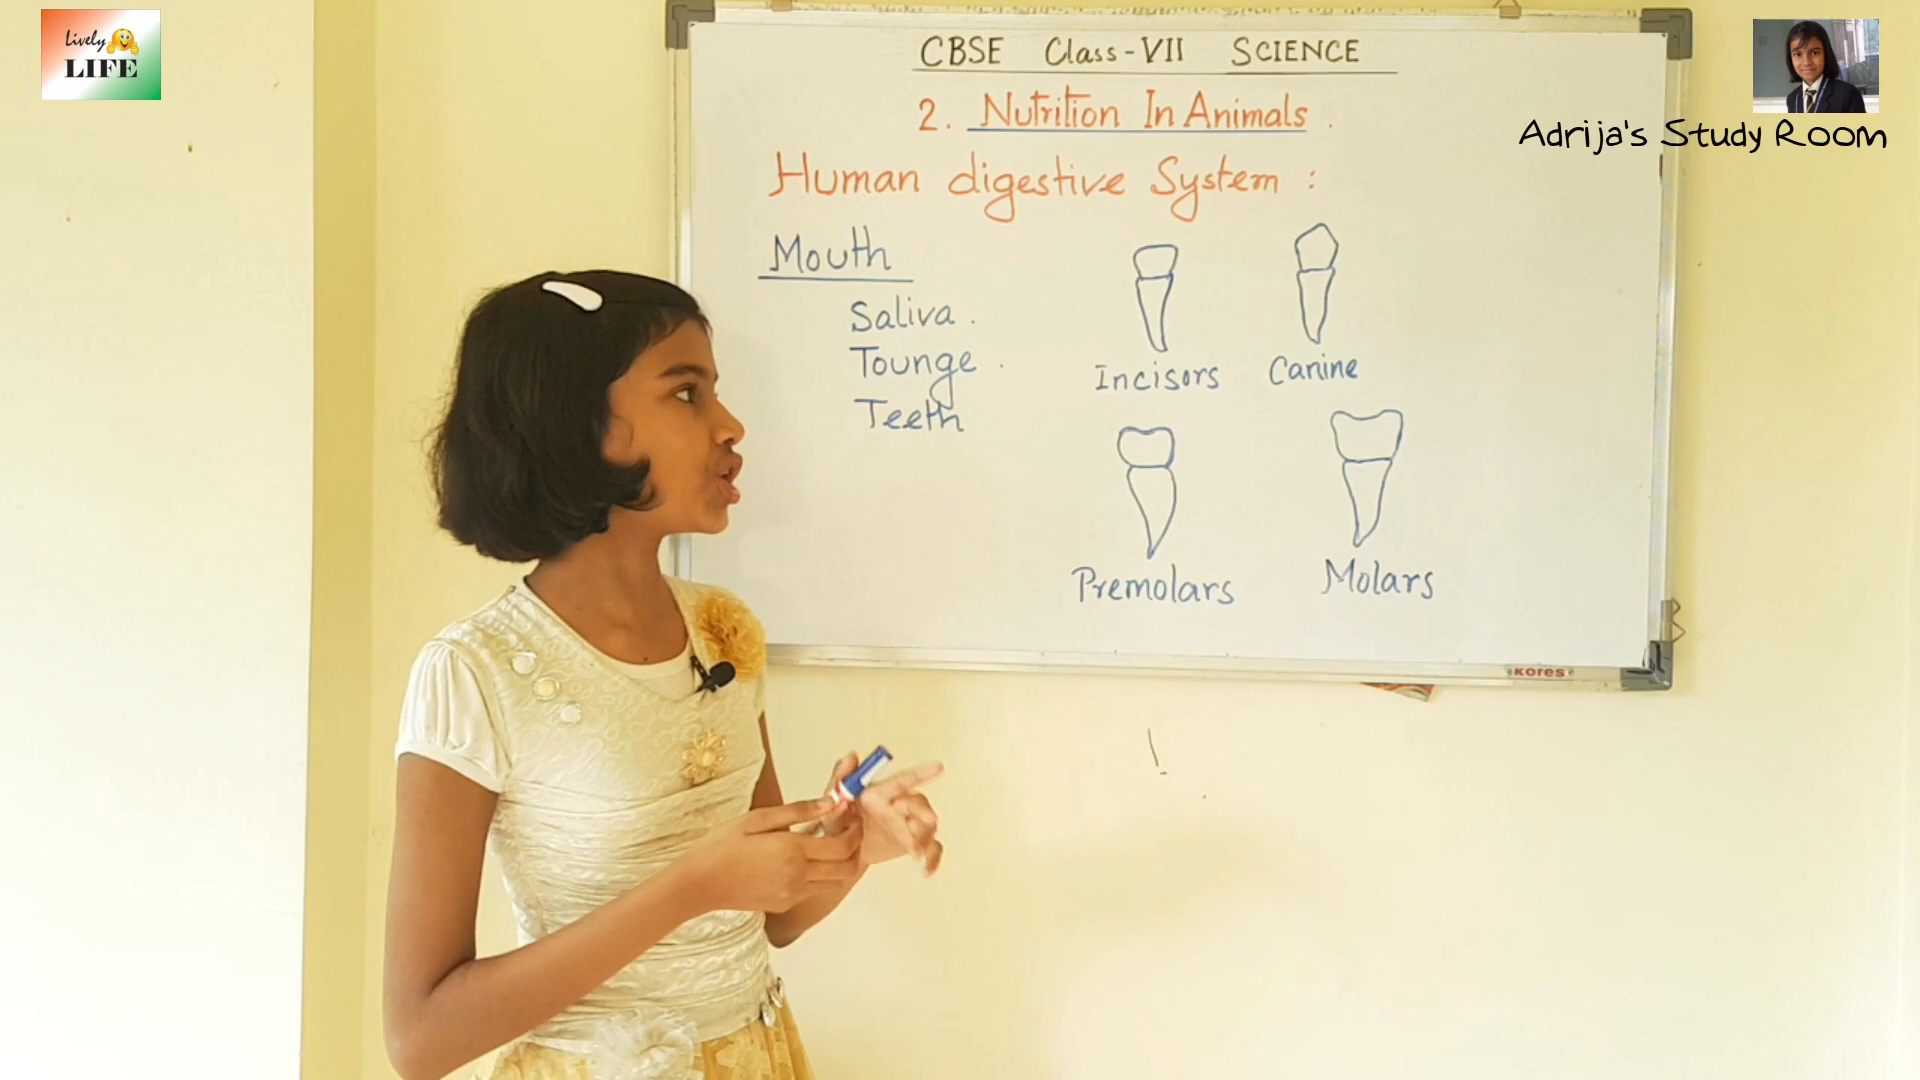 Lively
LIFE
CBSE Class-VII SCIENCE
2. Nutrition In Animals.
Adrija's Study Room
Human digestive System :
Mouth
Saliva.
Tounge.
Teeth
Incisors Canine
Premolars Molars
Kores